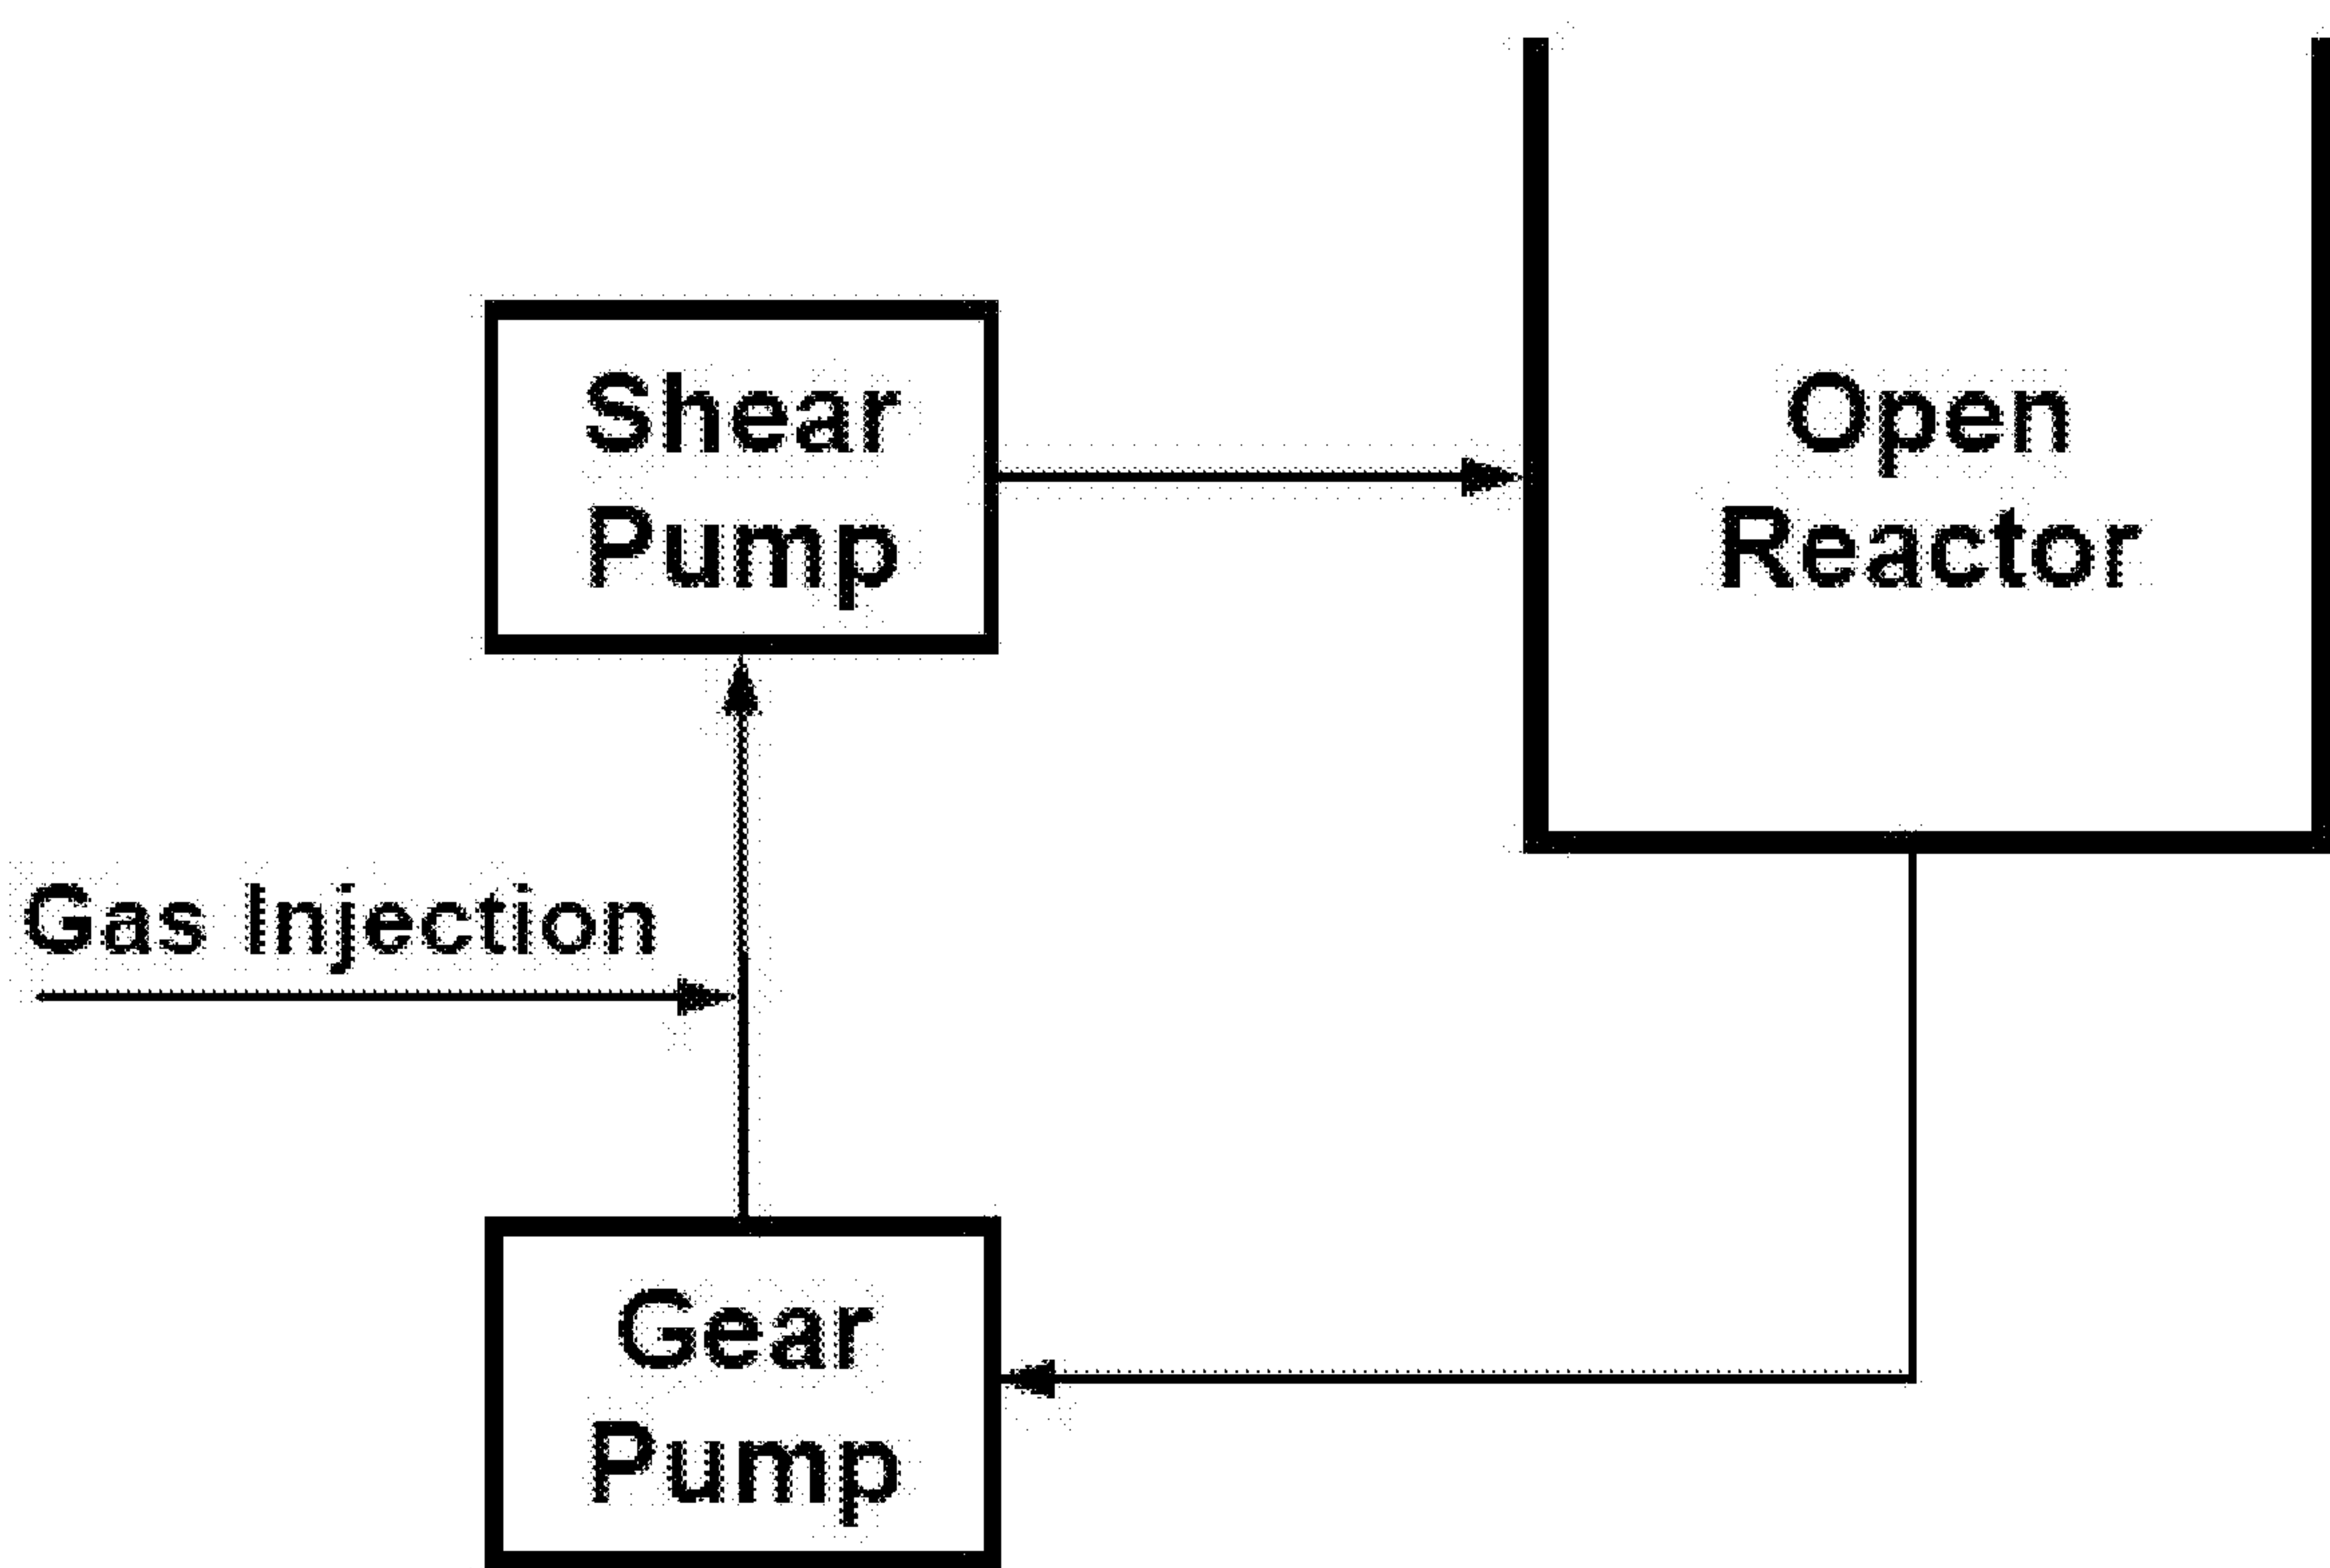 Shear
Pump
Open
Reactor
Gas Injection
Gear
Pump